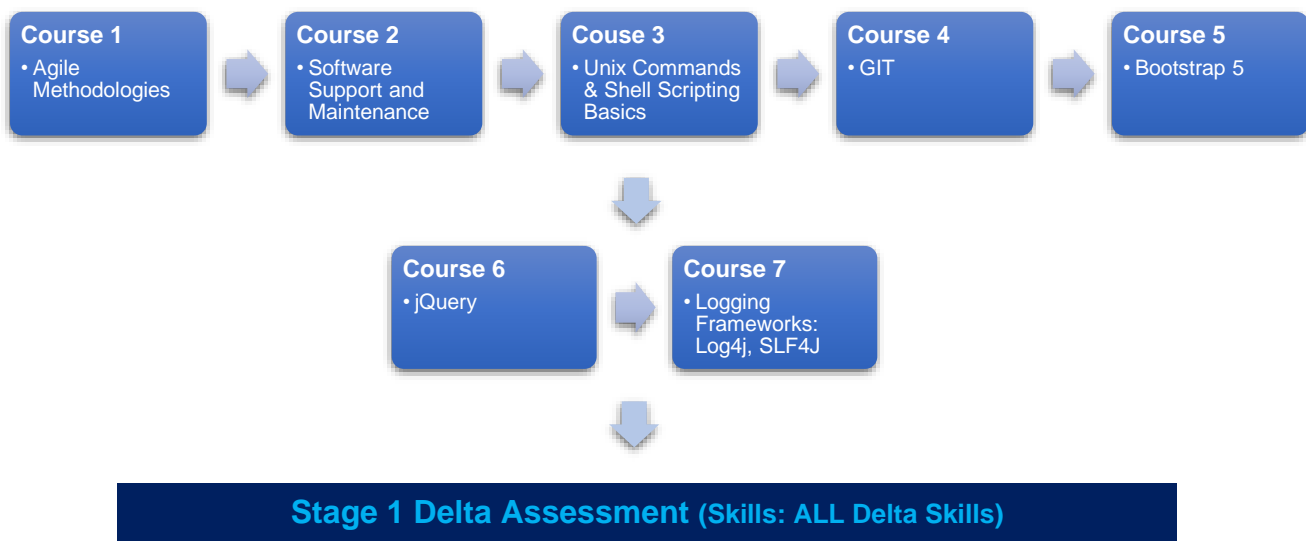 Course 1
• Agile
Methodologies
Course 2
• Software
Support and
Maintenance
Couse 3
• Unix Commands
& Shell Scripting
Basics
Course 4
• GIT
Course 5
• Bootstrap 5
Course 6
• jQuery
Course 7
• Logging
Frameworks:
Log4j, SLF4J
Stage 1 Delta Assessment (Skills: ALL Delta Skills)